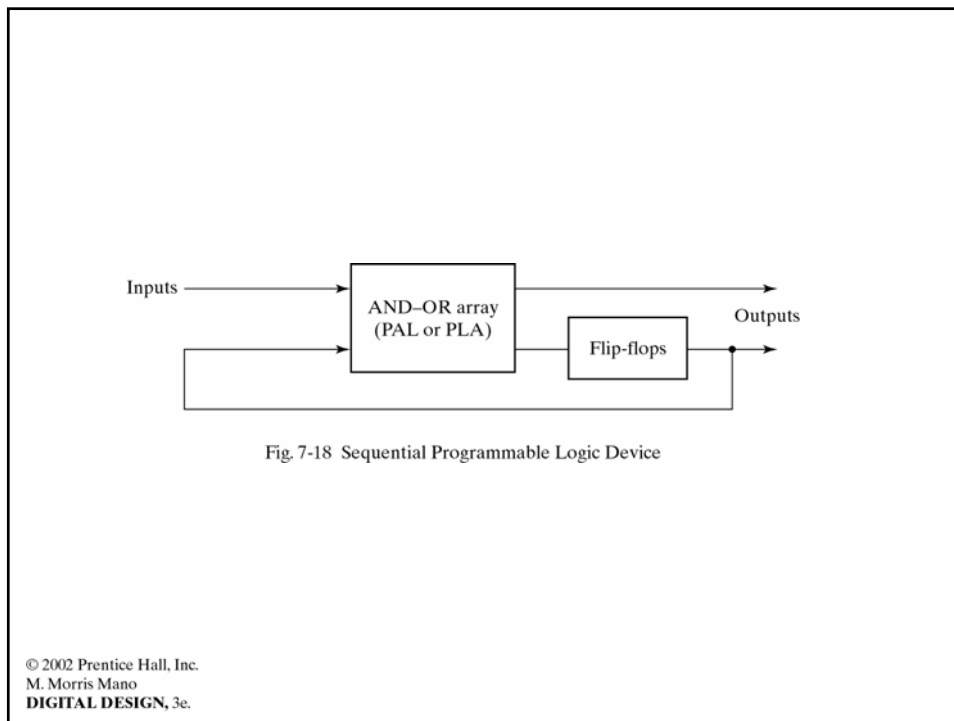 Inputs
AND–OR array
(PAL or PLA)
Outputs
Flip-flops
Fig. 7-18 Sequential Programmable Logic Device
© 2002 Prentice Hall, Inc.
M. Morris Mano
DIGITAL DESIGN, 3e.